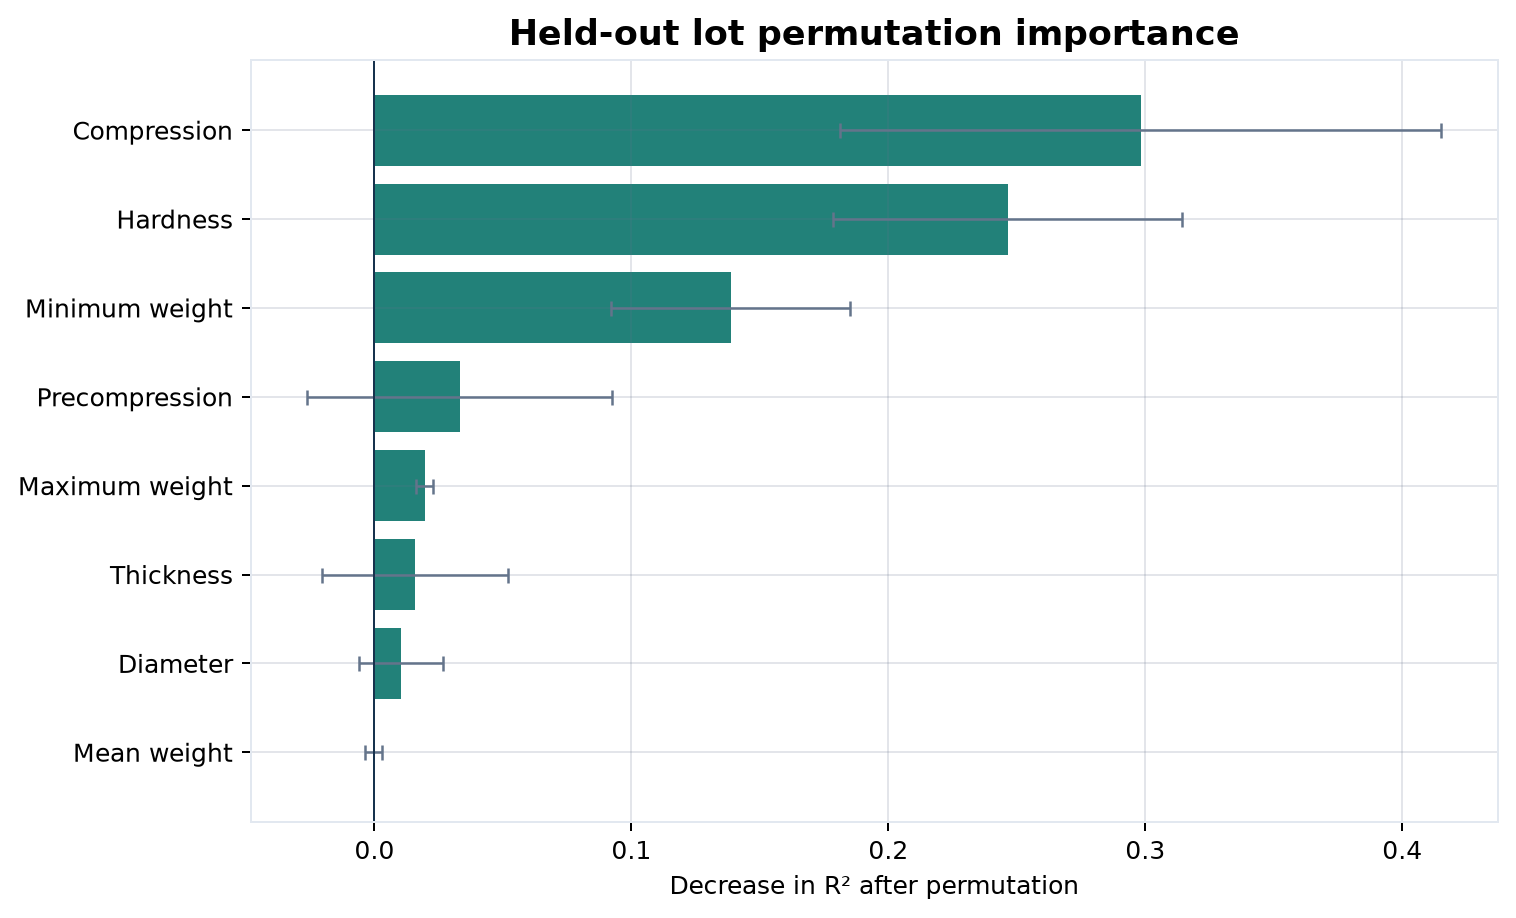 Held-out lot permutation importance
Compression
Hardness
Minimum weight
Precompression
Maximum weight
Thickness
Diameter
Mean weight
0.0 0.1 0.2 0.3 0.4
Decrease in R² after permutation